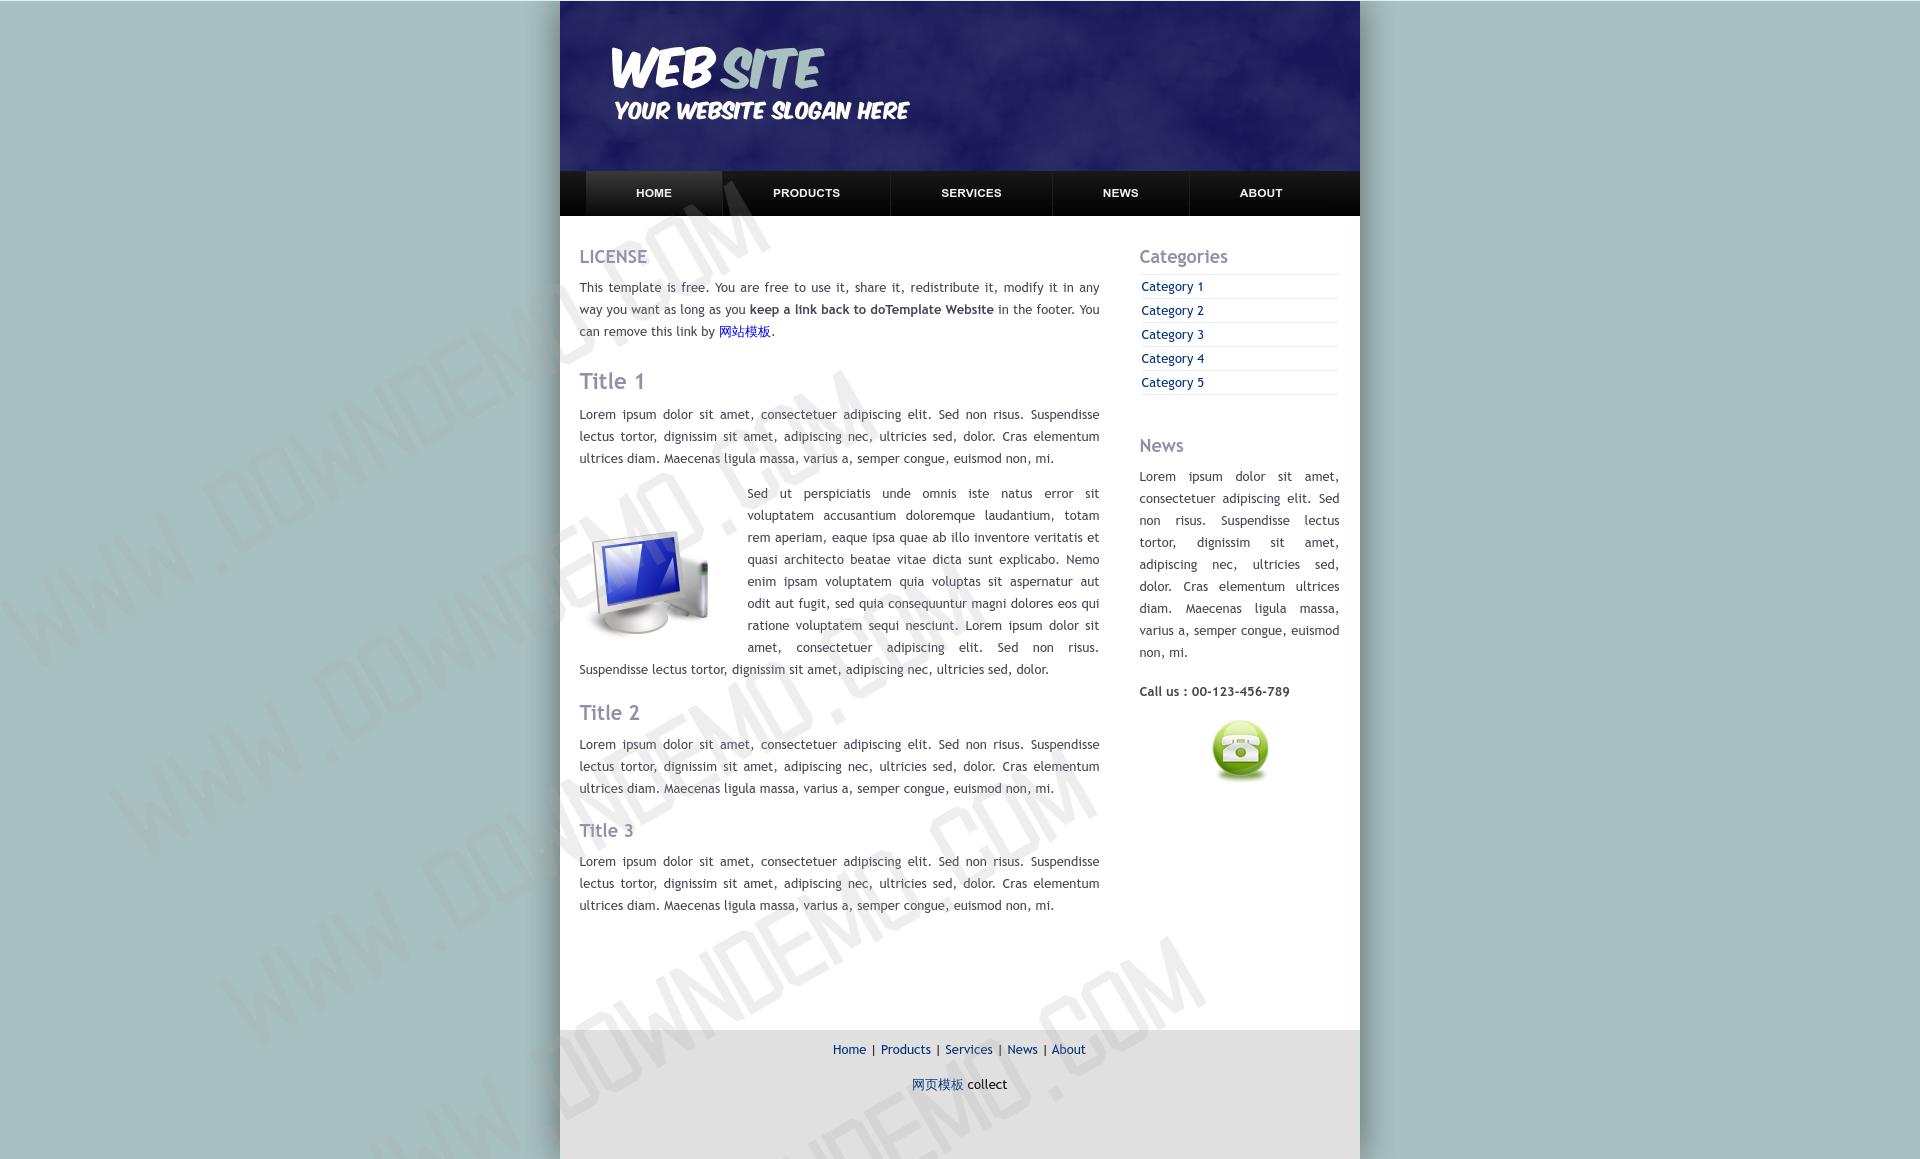 WEB SITE
YOUR WEBSITE SLOGAN HERE
HOME PRODUCTS SERVICES NEWS ABOUT
LICENSE
This template is free. You are free to use it, share it, redistribute it, modify it in any
way you want as long as you keep a link back to doTemplate Website in the footer. You
can remove this link by 网站模板.
Title 1
Lorem ipsum dolor sit amet, consectetuer adipiscing elit. Sed non risus. Suspendisse
lectus tortor, dignissim sit amet, adipiscing nec, ultricies sed, dolor. Cras elementum
ultrices diam. Maecenas ligula massa, varius a, semper congue, euismod non, mi.
Sed ut perspiciatis unde omnis iste natus error sit
voluptatem accusantium doloremque laudantium, totam
rem aperiam, eaque ipsa quae ab illo inventore veritatis et
quasi architecto beatae vitae dicta sunt explicabo. Nemo
enim ipsam voluptatem quia voluptas sit aspernatur aut
odit aut fugit, sed quia consequuntur magni dolores eos qui
ratione voluptatem sequi nesciunt. Lorem ipsum dolor sit
amet, consectetuer adipiscing elit. Sed non risus.
Suspendisse lectus tortor, dignissim sit amet, adipiscing nec, ultricies sed, dolor.
Title 2
Lorem ipsum dolor sit amet, consectetuer adipiscing elit. Sed non risus. Suspendisse
lectus tortor, dignissim sit amet, adipiscing nec, ultricies sed, dolor. Cras elementum
ultrices diam. Maecenas ligula massa, varius a, semper congue, euismod non, mi.
Title 3
Lorem ipsum dolor sit amet, consectetuer adipiscing elit. Sed non risus. Suspendisse
lectus tortor, dignissim sit amet, adipiscing nec, ultricies sed, dolor. Cras elementum
ultrices diam. Maecenas ligula massa, varius a, semper congue, euismod non, mi.
Categories
Category 1
Category 2
Category 3
Category 4
Category 5
News
Lorem ipsum dolor sit amet,
consectetuer adipiscing elit. Sed
non risus. Suspendisse lectus
tortor, dignissim sit amet,
adipiscing nec, ultricies sed,
dolor. Cras elementum ultrices
diam. Maecenas ligula massa,
varius a, semper congue, euismod
non, mi.
Call us : 00-123-456-789
Home | Products | Services | News | About
网页模板 collect
WWW.DOWNDEMO.COM
WWW.DOWNDEMO.COM
WWW.DOWNDEMO.COM
WWW.DOWNDEMO.COM
WNDEMO.COM